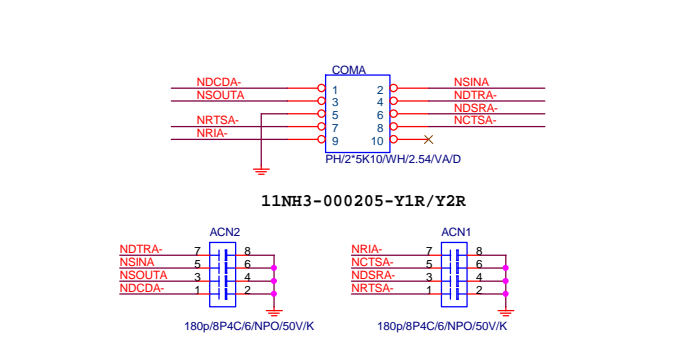 COMA
NDCDA- 1 2 NSINA
NSOUTA 3 4 NDTRA-
5 6 NDSRA-
NRTSA- 7 8 NCTSA-
NRIA- 9 10
PH/2*5K10/WH/2.54/VA/D
11NH3-000205-Y1R/Y2R
ACN2 ACN1
NDTRA- 7 8 NRIA- 7 8
NSINA 5 6 NCTSA- 5 6
NSOUTA 3 4 NDSRA- 3 4
NDCDA- 1 2 NRTSA- 1 2
180p/8P4C/6/NPO/50V/K 180p/8P4C/6/NPO/50V/K